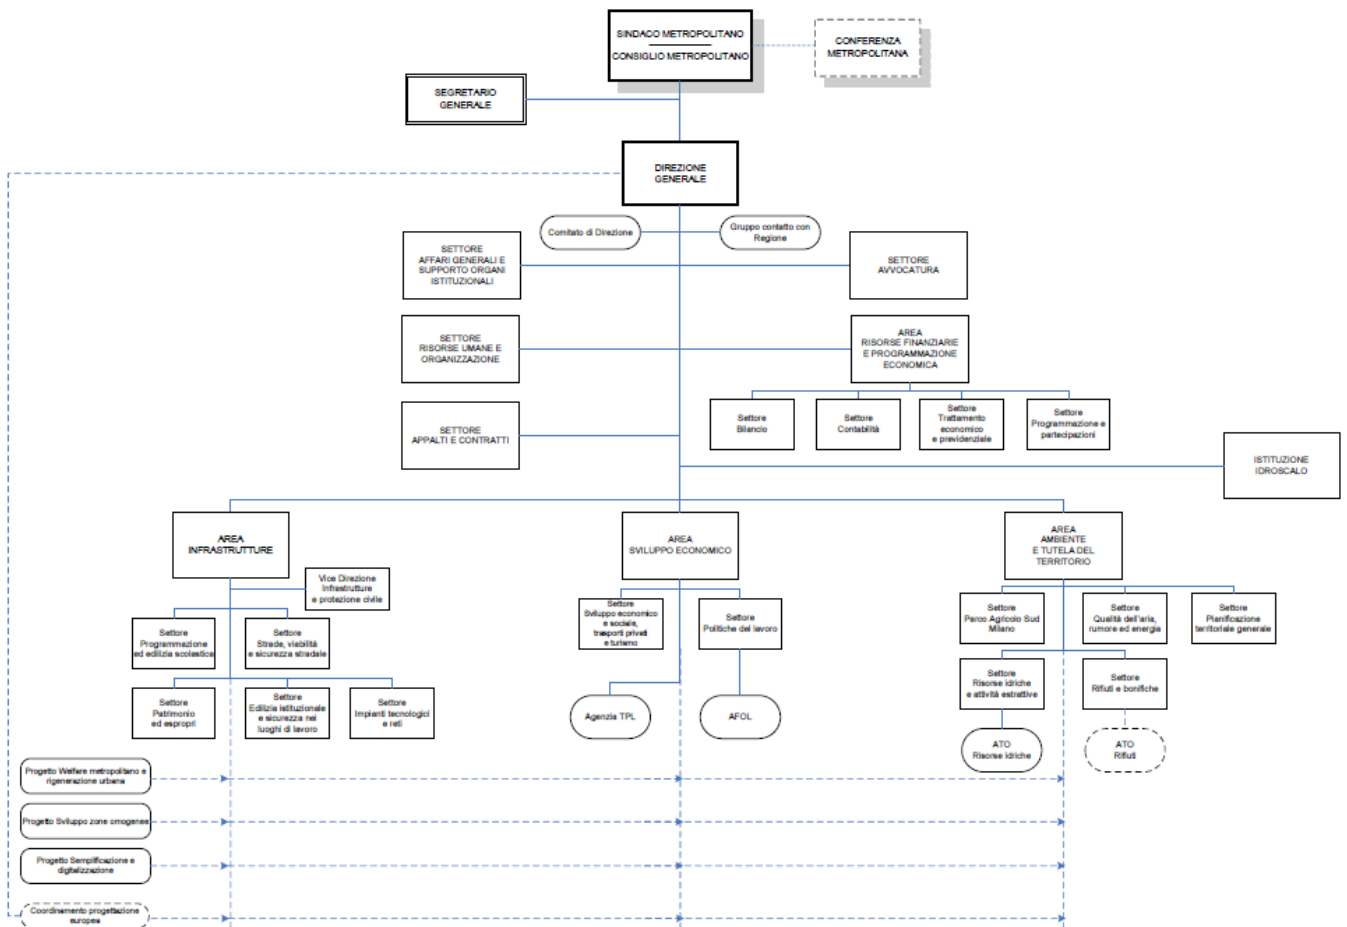 SINDACO METROPOLITANO
CONSIGLIO METROPOLITANO
CONFERENZA
METROPOLITANA
SEGRETARIO
GENERALE
DIREZIONE
GENERALE
Comitato di Direzione
Gruppo contatto con
Regione
SETTORE
AFFARI GENERALI E
SUPPORTO ORGANI
ISTITUZIONALI
SETTORE
AVVOCATURA
SETTORE
RISORSE UMANE E
ORGANIZZAZIONE
AREA
RISORSE FINANZIARIE
E PROGRAMMAZIONE
ECONOMICA
Settore
Bilancio
Settore
Contabilità
Settore
Trattamento
economico
e previdenziale
Settore
Programmazione e
partecipazioni
SETTORE
APPALTI E CONTRATTI
ISTITUZIONE
IDROSCALO
AREA
INFRASTRUTTURE
AREA
SVILUPPO ECONOMICO
AREA
AMBIENTE
E TUTELA DEL
TERRITORIO
Vice Direzione
Infrastrutture
e protezione civile
Settore
Programmazione
ed edilizia scolastica
Settore
Strade, viabilità
e sicurezza stradale
Settore
Sviluppo economico
e sociale,
trasporti privati
e turismo
Settore
Politiche del lavoro
Settore
Parco Agricolo Sud
Milano
Settore
Qualità dell'aria,
rumore ed energia
Settore
Pianificazione
territoriale generale
Settore
Patrimonio
ed espropri
Settore
Edilizia istituzionale
e sicurezza nei
luoghi di lavoro
Settore
Impianti tecnologici
e reti
Settore
Risorse idriche
e attività estrattive
Settore
Rifiuti e bonifiche
Agenzia TPL
AFOL
ATO
Risorse idriche
ATO
Rifiuti
Progetto Welfare metropolitano e
rigenerazione urbana
Progetto Sviluppo zone omogenee
Progetto Semplificazione e
digitalizzazione
Coordinamento progettazione
europea